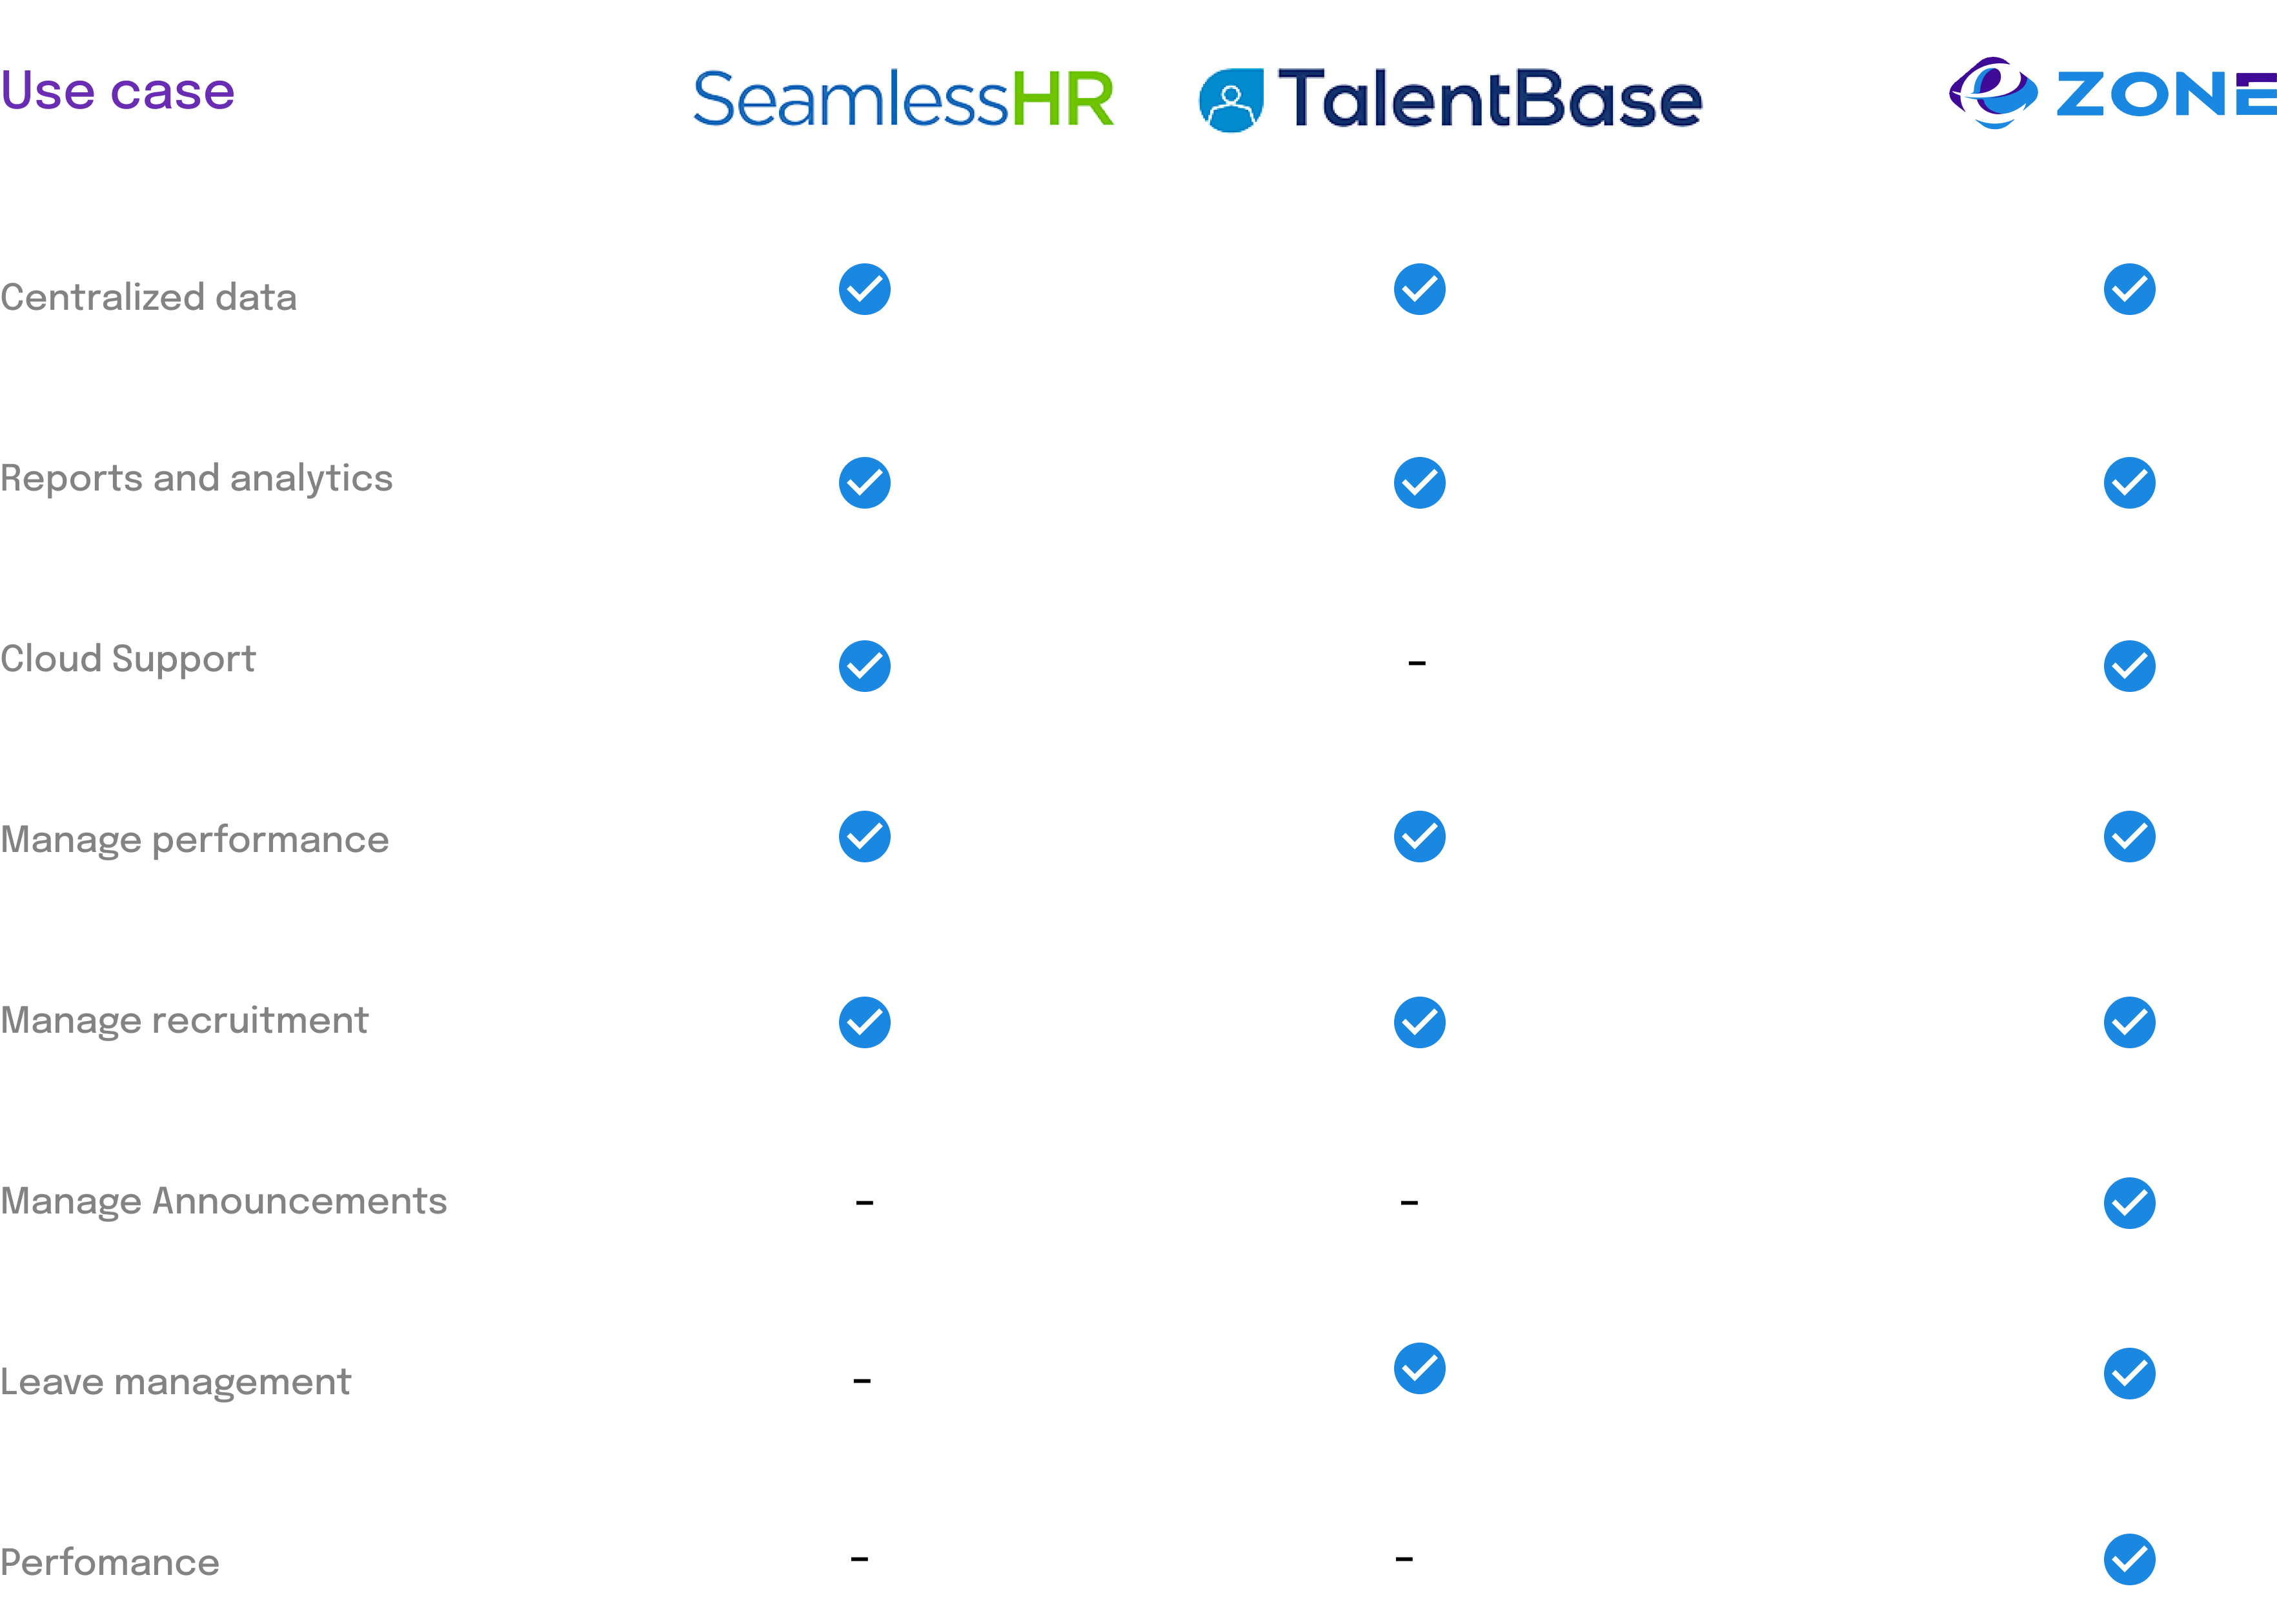 Use case SeamlessHR TalentBase ZONE
Centralized data
Reports and analytics
Cloud Support -
Manage performance
Manage recruitment
Manage Announcements - -
Leave management -
Perfomance - -